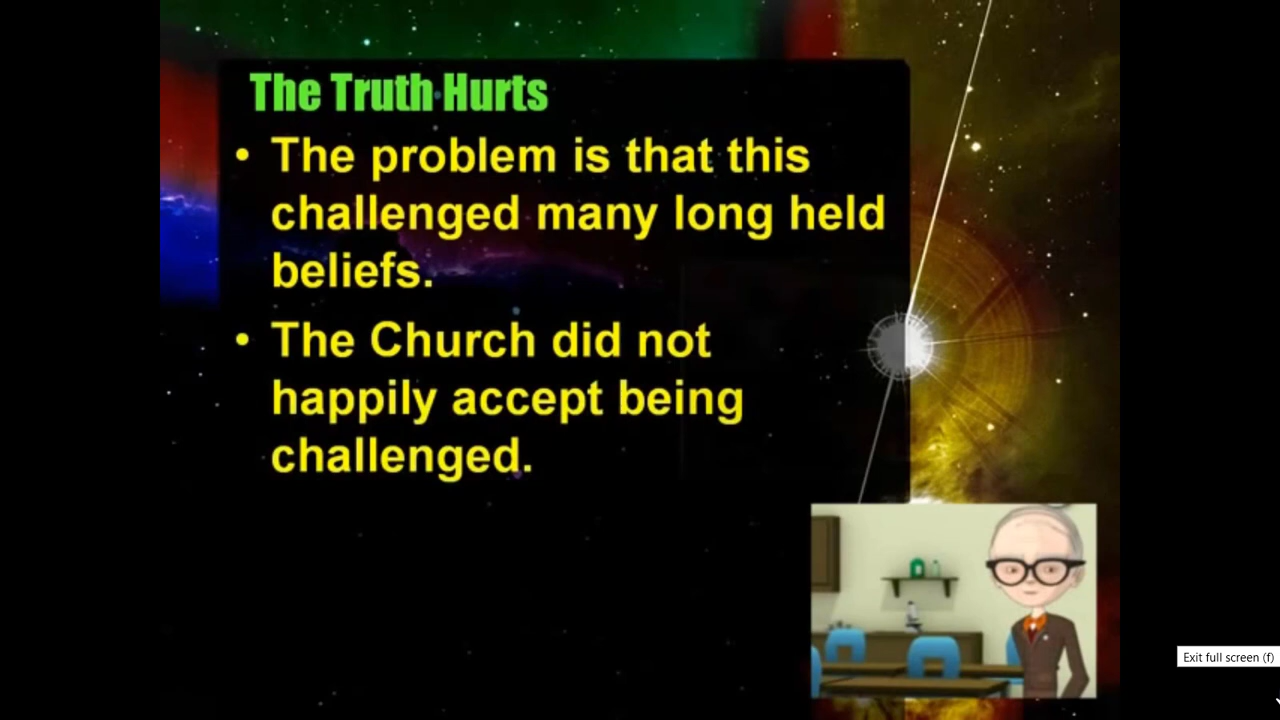 The Truth Hurts
• The problem is that this
challenged many long held
beliefs.
• The Church did not
happily accept being
challenged.
Exit full screen (f)